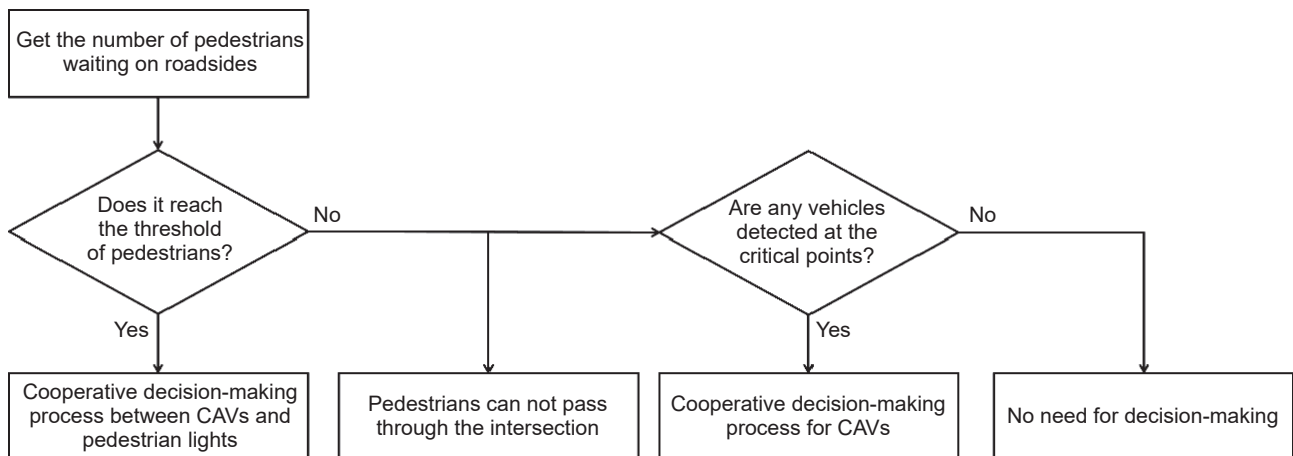 Get the number of pedestrians
waiting on roadsides
Does it reach
the threshold
of pedestrians?
No
Are any vehicles
detected at the
critical points?
No
Yes
Yes
Cooperative decision-making
process between CAVs and
pedestrian lights
Pedestrians can not pass
through the intersection
Cooperative decision-making
process for CAVs
No need for decision-making